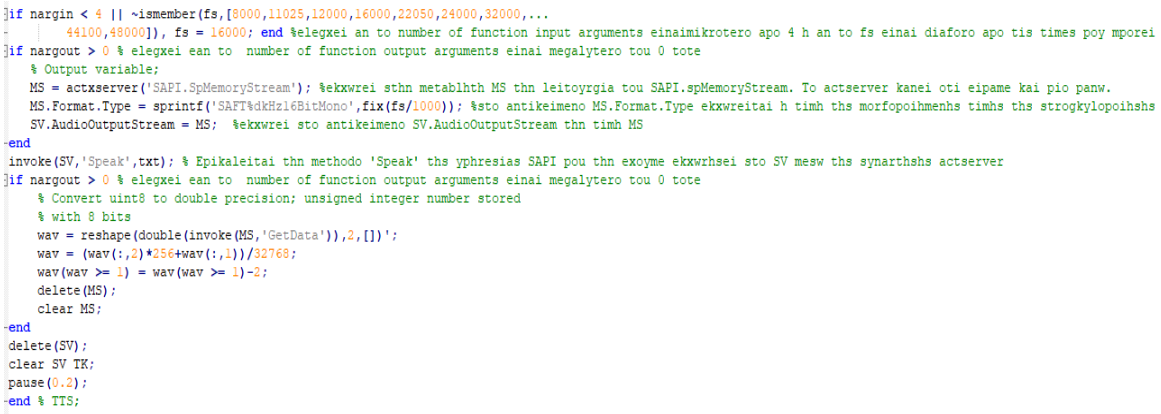 if nargin < 4 || ~ismember(fs,[8000,11025,12000,16000,22050,24000,32000,...
44100,48000]), fs = 16000; end %elegxei an to number of function input arguments einaimikrotero apo 4 h an to fs einai diaforo apo tis times poy mporei
if nargout > 0 % elegxei ean to  number of function output arguments einai megalytero tou 0 tote
% Output variable;
MS = actxserver('SAPI.SpMemoryStream'); %ekxwrei sthn metablhth MS thn leitoyrgia tou SAPI.spMemoryStream. To actserver kanei oti eipame kai pio panw.
MS.Format.Type = sprintf('SAFT%dkHz16BitMono',fix(fs/1000)); %sto antikeimeno MS.Format.Type ekxwreitai h timh ths morfopoihmenhs timhs ths strogkylopoihshs
SV.AudioOutputStream = MS;  %ekxwrei sto antikeimeno SV.AudioOutputStream thn timh MS
end
invoke(SV,'Speak',txt); % Epikaleitai thn methodo 'Speak' ths yphresias SAPI pou thn exoyme ekxwrhsei sto SV mesw ths synarthshs actserver
if nargout > 0 % elegxei ean to  number of function output arguments einai megalytero tou 0 tote
% Convert uint8 to double precision; unsigned integer number stored
% with 8 bits
wav = reshape(double(invoke(MS,'GetData')),2,[])';
wav = (wav(:,2)*256+wav(:,1))/32768;
wav(wav >= 1) = wav(wav >= 1)-2;
delete(MS);
clear MS;
end
delete(SV);
clear SV TK;
pause(0.2);
end % TTS;